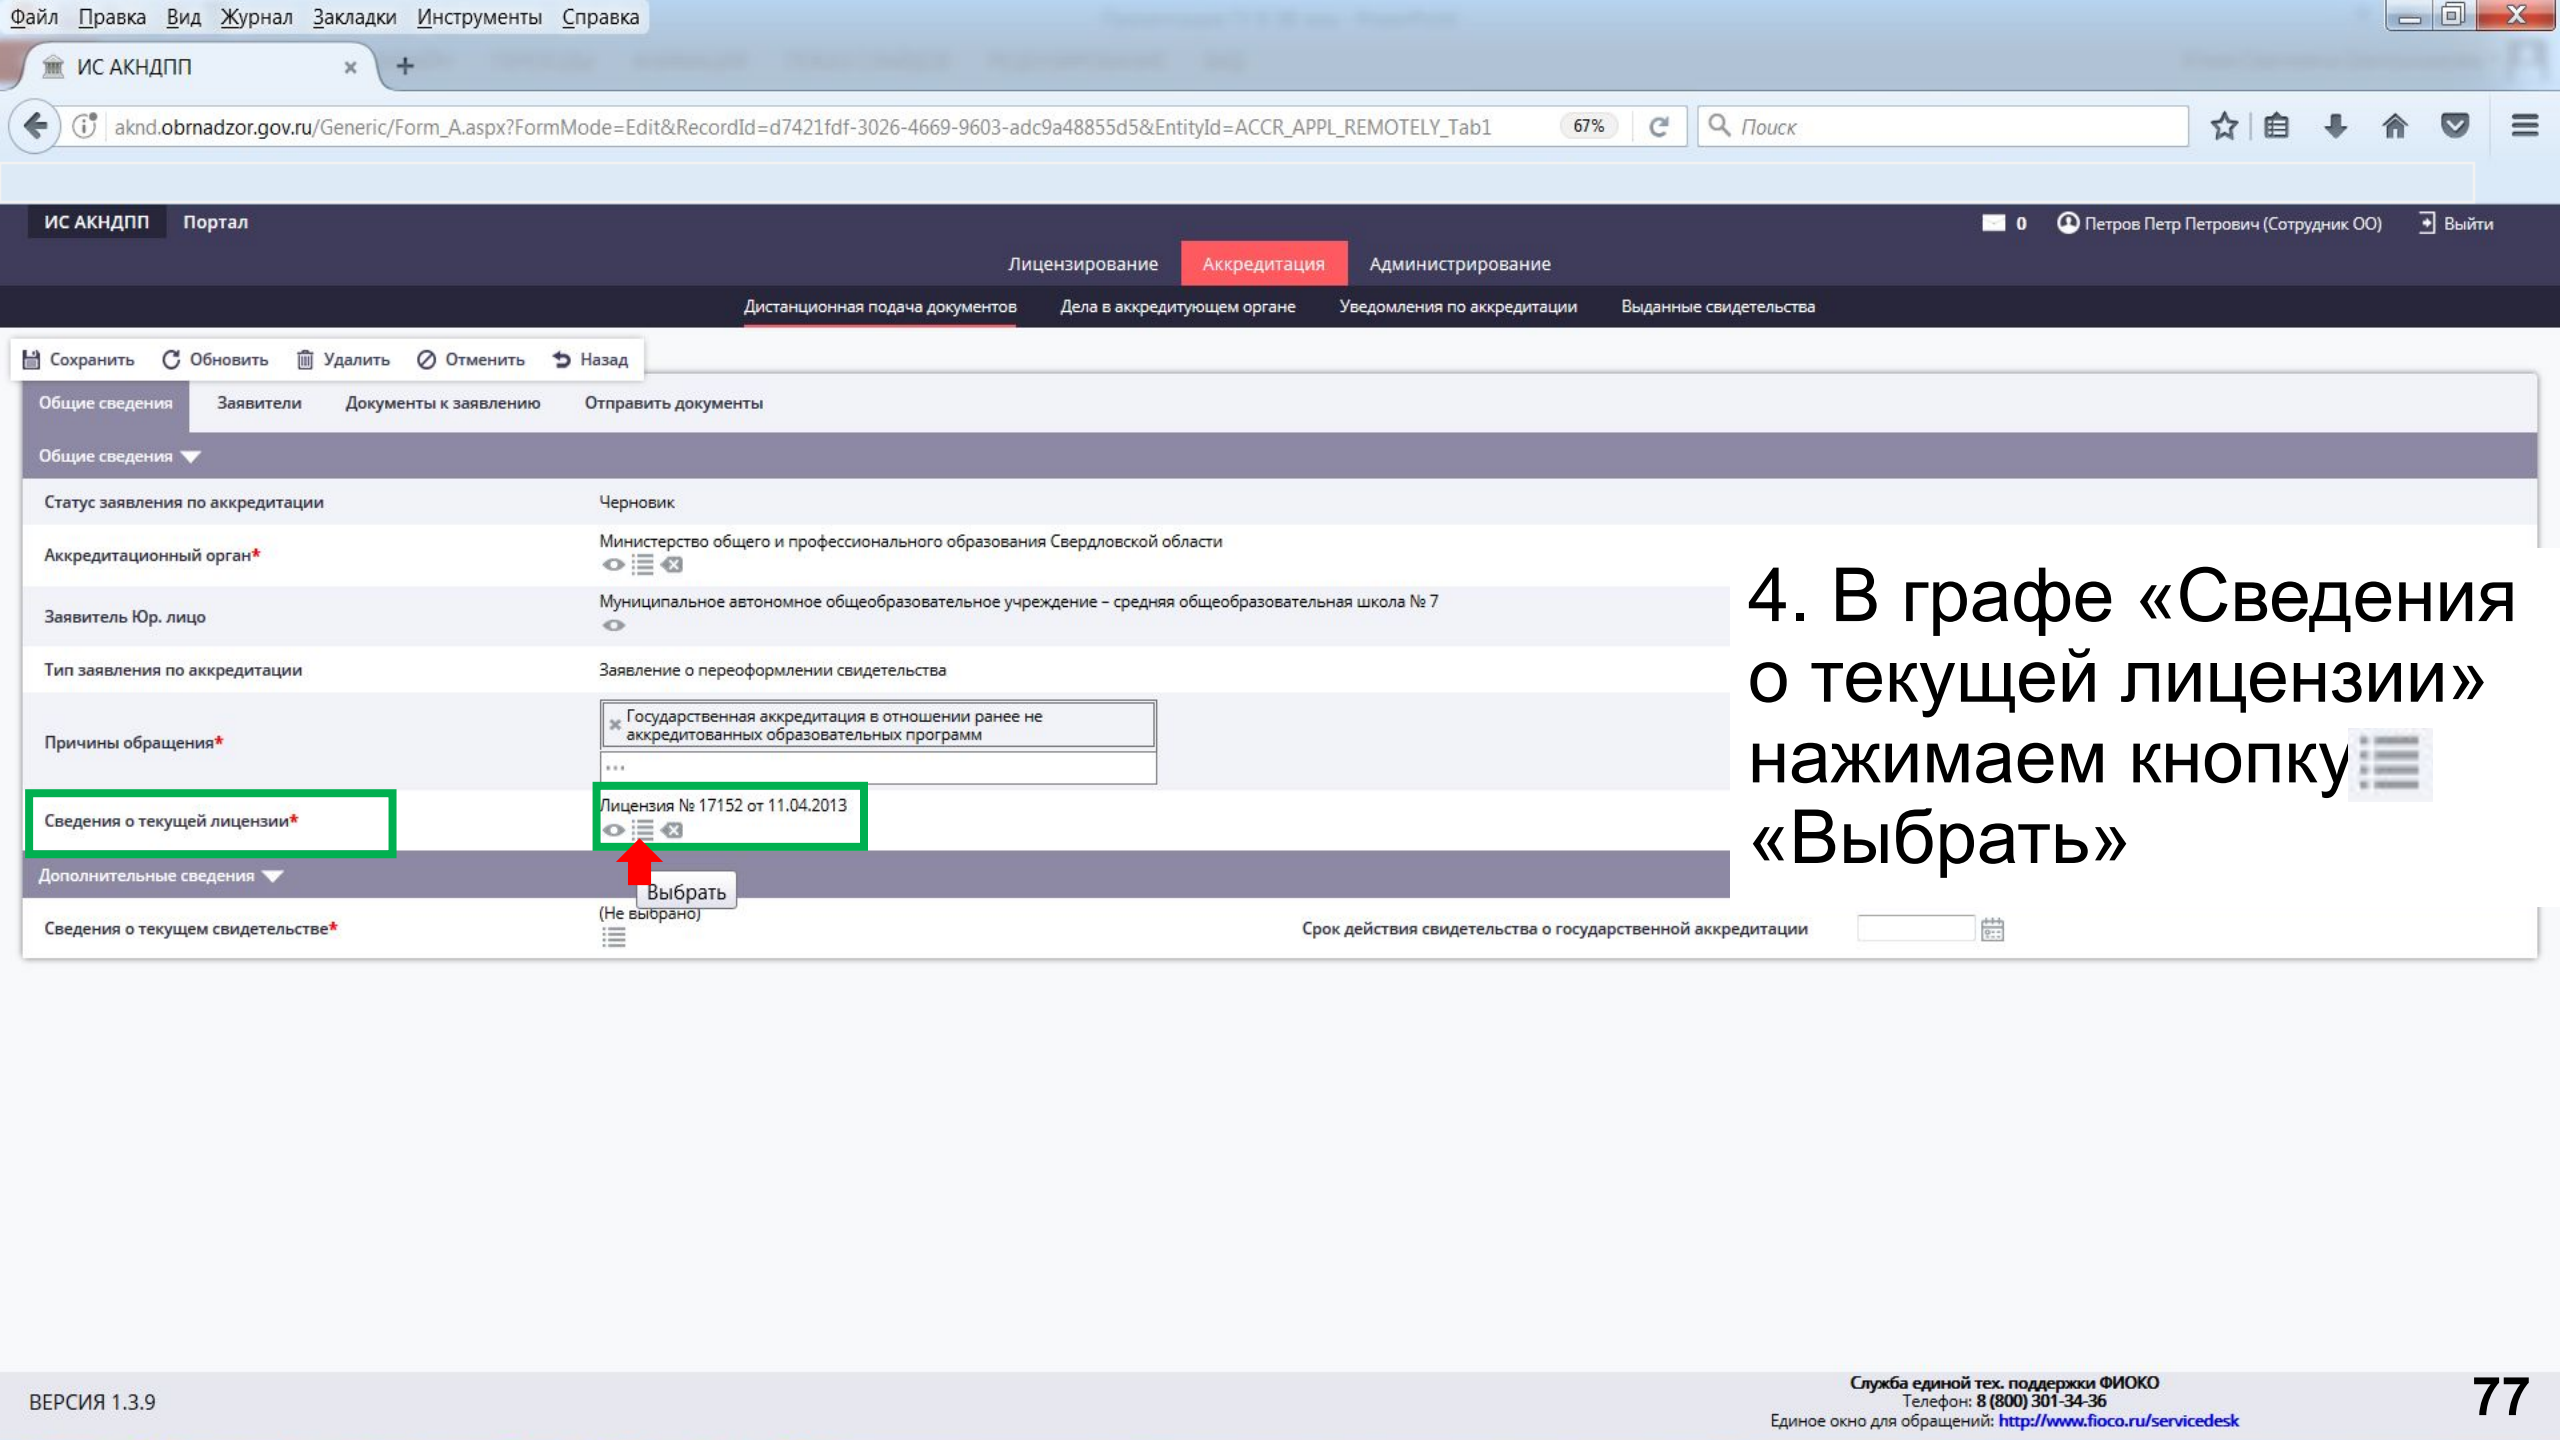 Файл Правка Вид Журнал Закладки Инструменты Справка
ИС АКНДПП
aknd.obrnadzor.gov.ru/Generic/Form_A.aspx?FormMode=Edit&RecordId=d7421fdf-3026-4669-9603-adc9a48855d5&EntityId=ACCR_APPL_REMOTELY_Tab1 67% Поиск
ИС АКНДПП Портал 0 Петров Петр Петрович (Сотрудник ОО) Выйти
Лицензирование Аккредитация Администрирование
Дистанционная подача документов Дела в аккредитующем органе Уведомления по аккредитации Выданные свидетельства
Сохранить Обновить Удалить Отменить Назад
Общие сведения Заявители Документы к заявлению Отправить документы
Общие сведения
Статус заявления по аккредитации Черновик
Аккредитационный орган* Министерство общего и профессионального образования Свердловской области
Заявитель Юр. лицо Муниципальное автономное общеобразовательное учреждение – средняя общеобразовательная школа № 7
Тип заявления по аккредитации Заявление о переоформлении свидетельства
Причины обращения* Государственная аккредитация в отношении ранее не
аккредитованных образовательных программ
...
Сведения о текущей лицензии* Лицензия № 17152 от 11.04.2013
Дополнительные сведения
Выбрать
Сведения о текущем свидетельстве* (Не выбрано) Срок действия свидетельства о государственной аккредитации
4. В графе «Сведения
о текущей лицензии»
нажимаем кнопку
«Выбрать»
ВЕРСИЯ 1.3.9
Служба единой тех. поддержки ФИОКО
Телефон: 8 (800) 301-34-36
Единое окно для обращений: http://www.fioco.ru/servicedesk
77